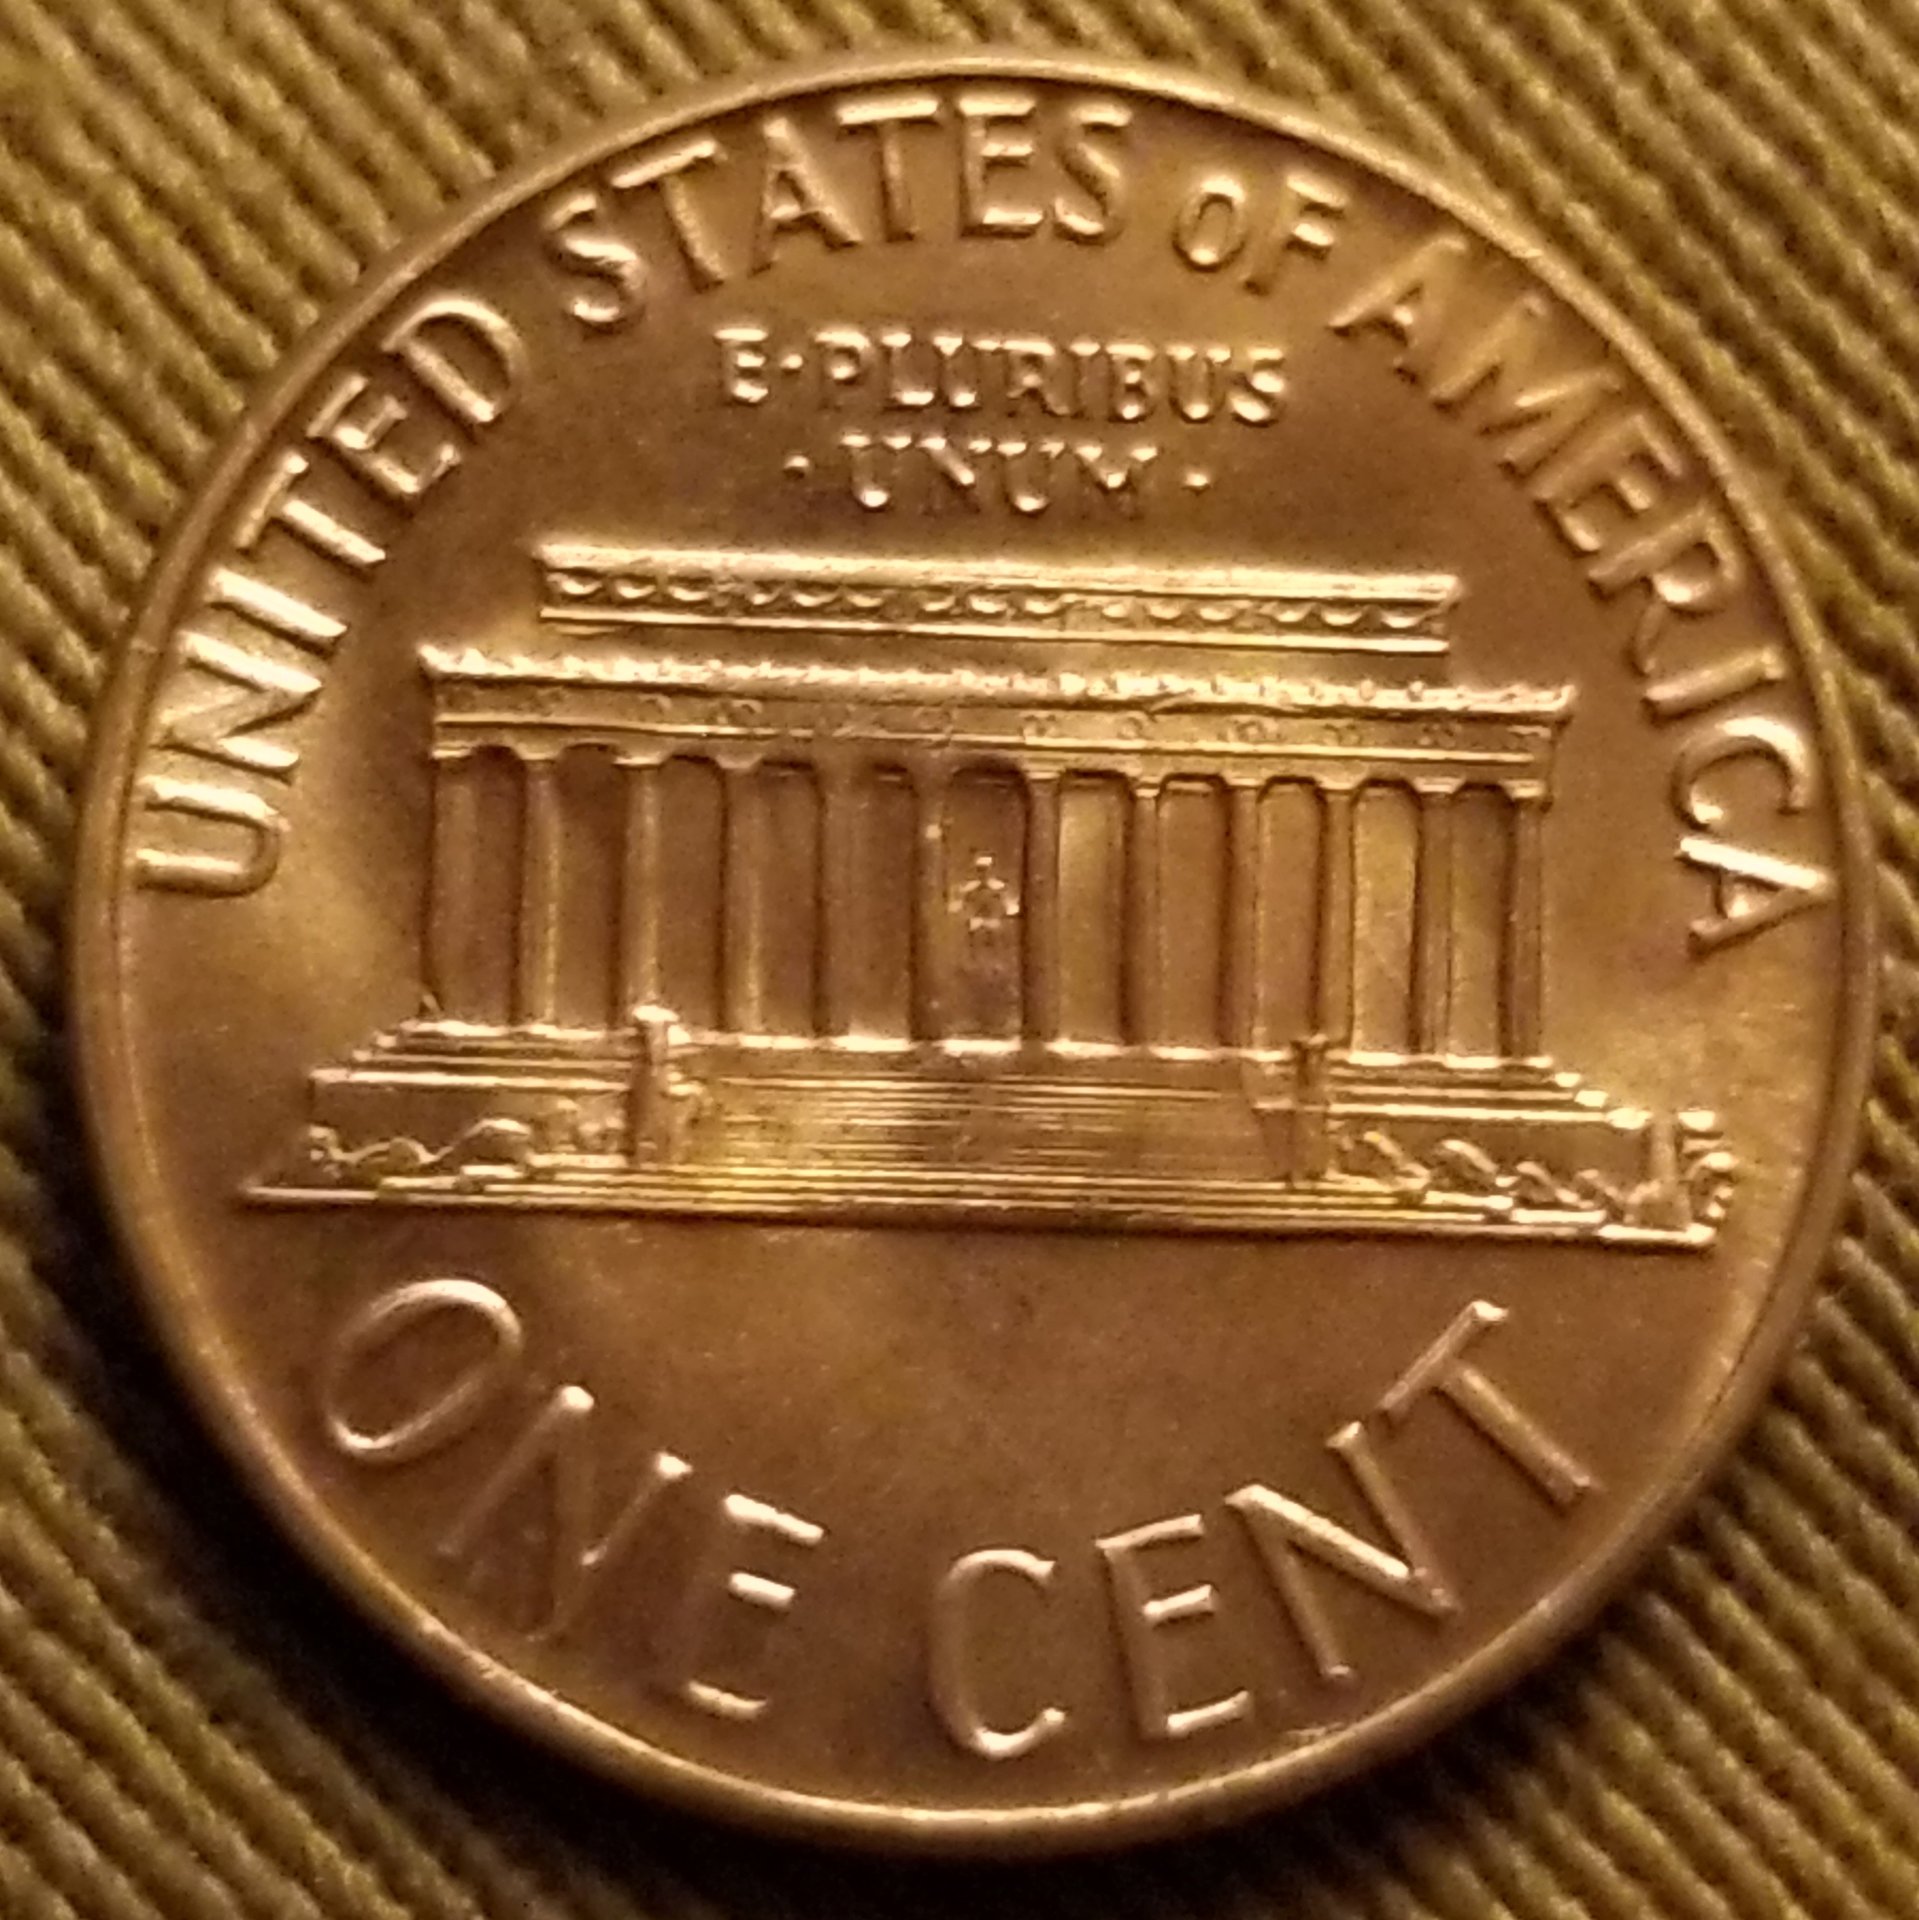 UNITED STATES OF AMERICA
E·PLURIBUS
·UNUM·
ONE CENT